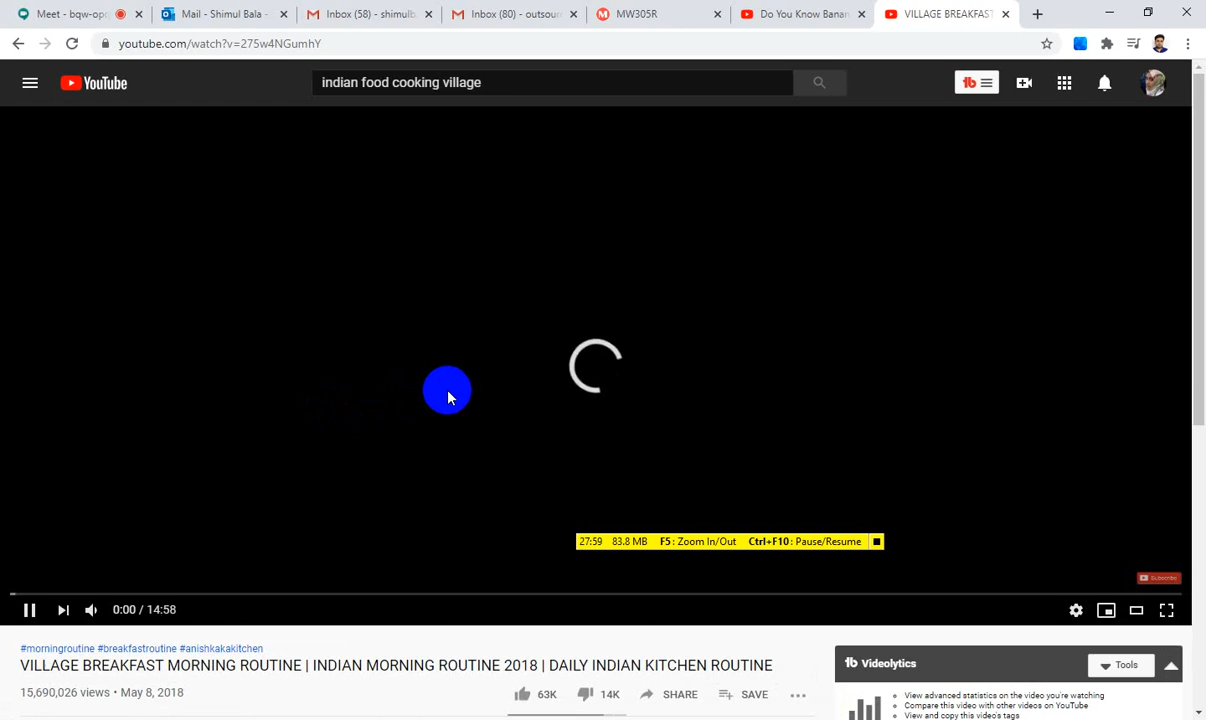 Meet - bqw-opq
Mail - Shimul Bala -
Inbox (58) - shimulb
Inbox (80) - outsour
MW305R
Do You Know Banan
VILLAGE BREAKFAST
youtube.com/watch?v=275w4NGumhY
YouTube
indian food cooking village
27:59 83.8 MB F5: Zoom In/Out Ctrl+F10: Pause/Resume
Subscribe
0:00 / 14:58
#morningroutine #breakfastroutine #anishkakakitchen
VILLAGE BREAKFAST MORNING ROUTINE | INDIAN MORNING ROUTINE 2018 | DAILY INDIAN KITCHEN ROUTINE
15,690,026 views • May 8, 2018
63K 14K SHARE SAVE
Videolytics
Tools
View advanced statistics on the video you're watching
Compare this video with other videos on YouTube
View and copy this video's tags